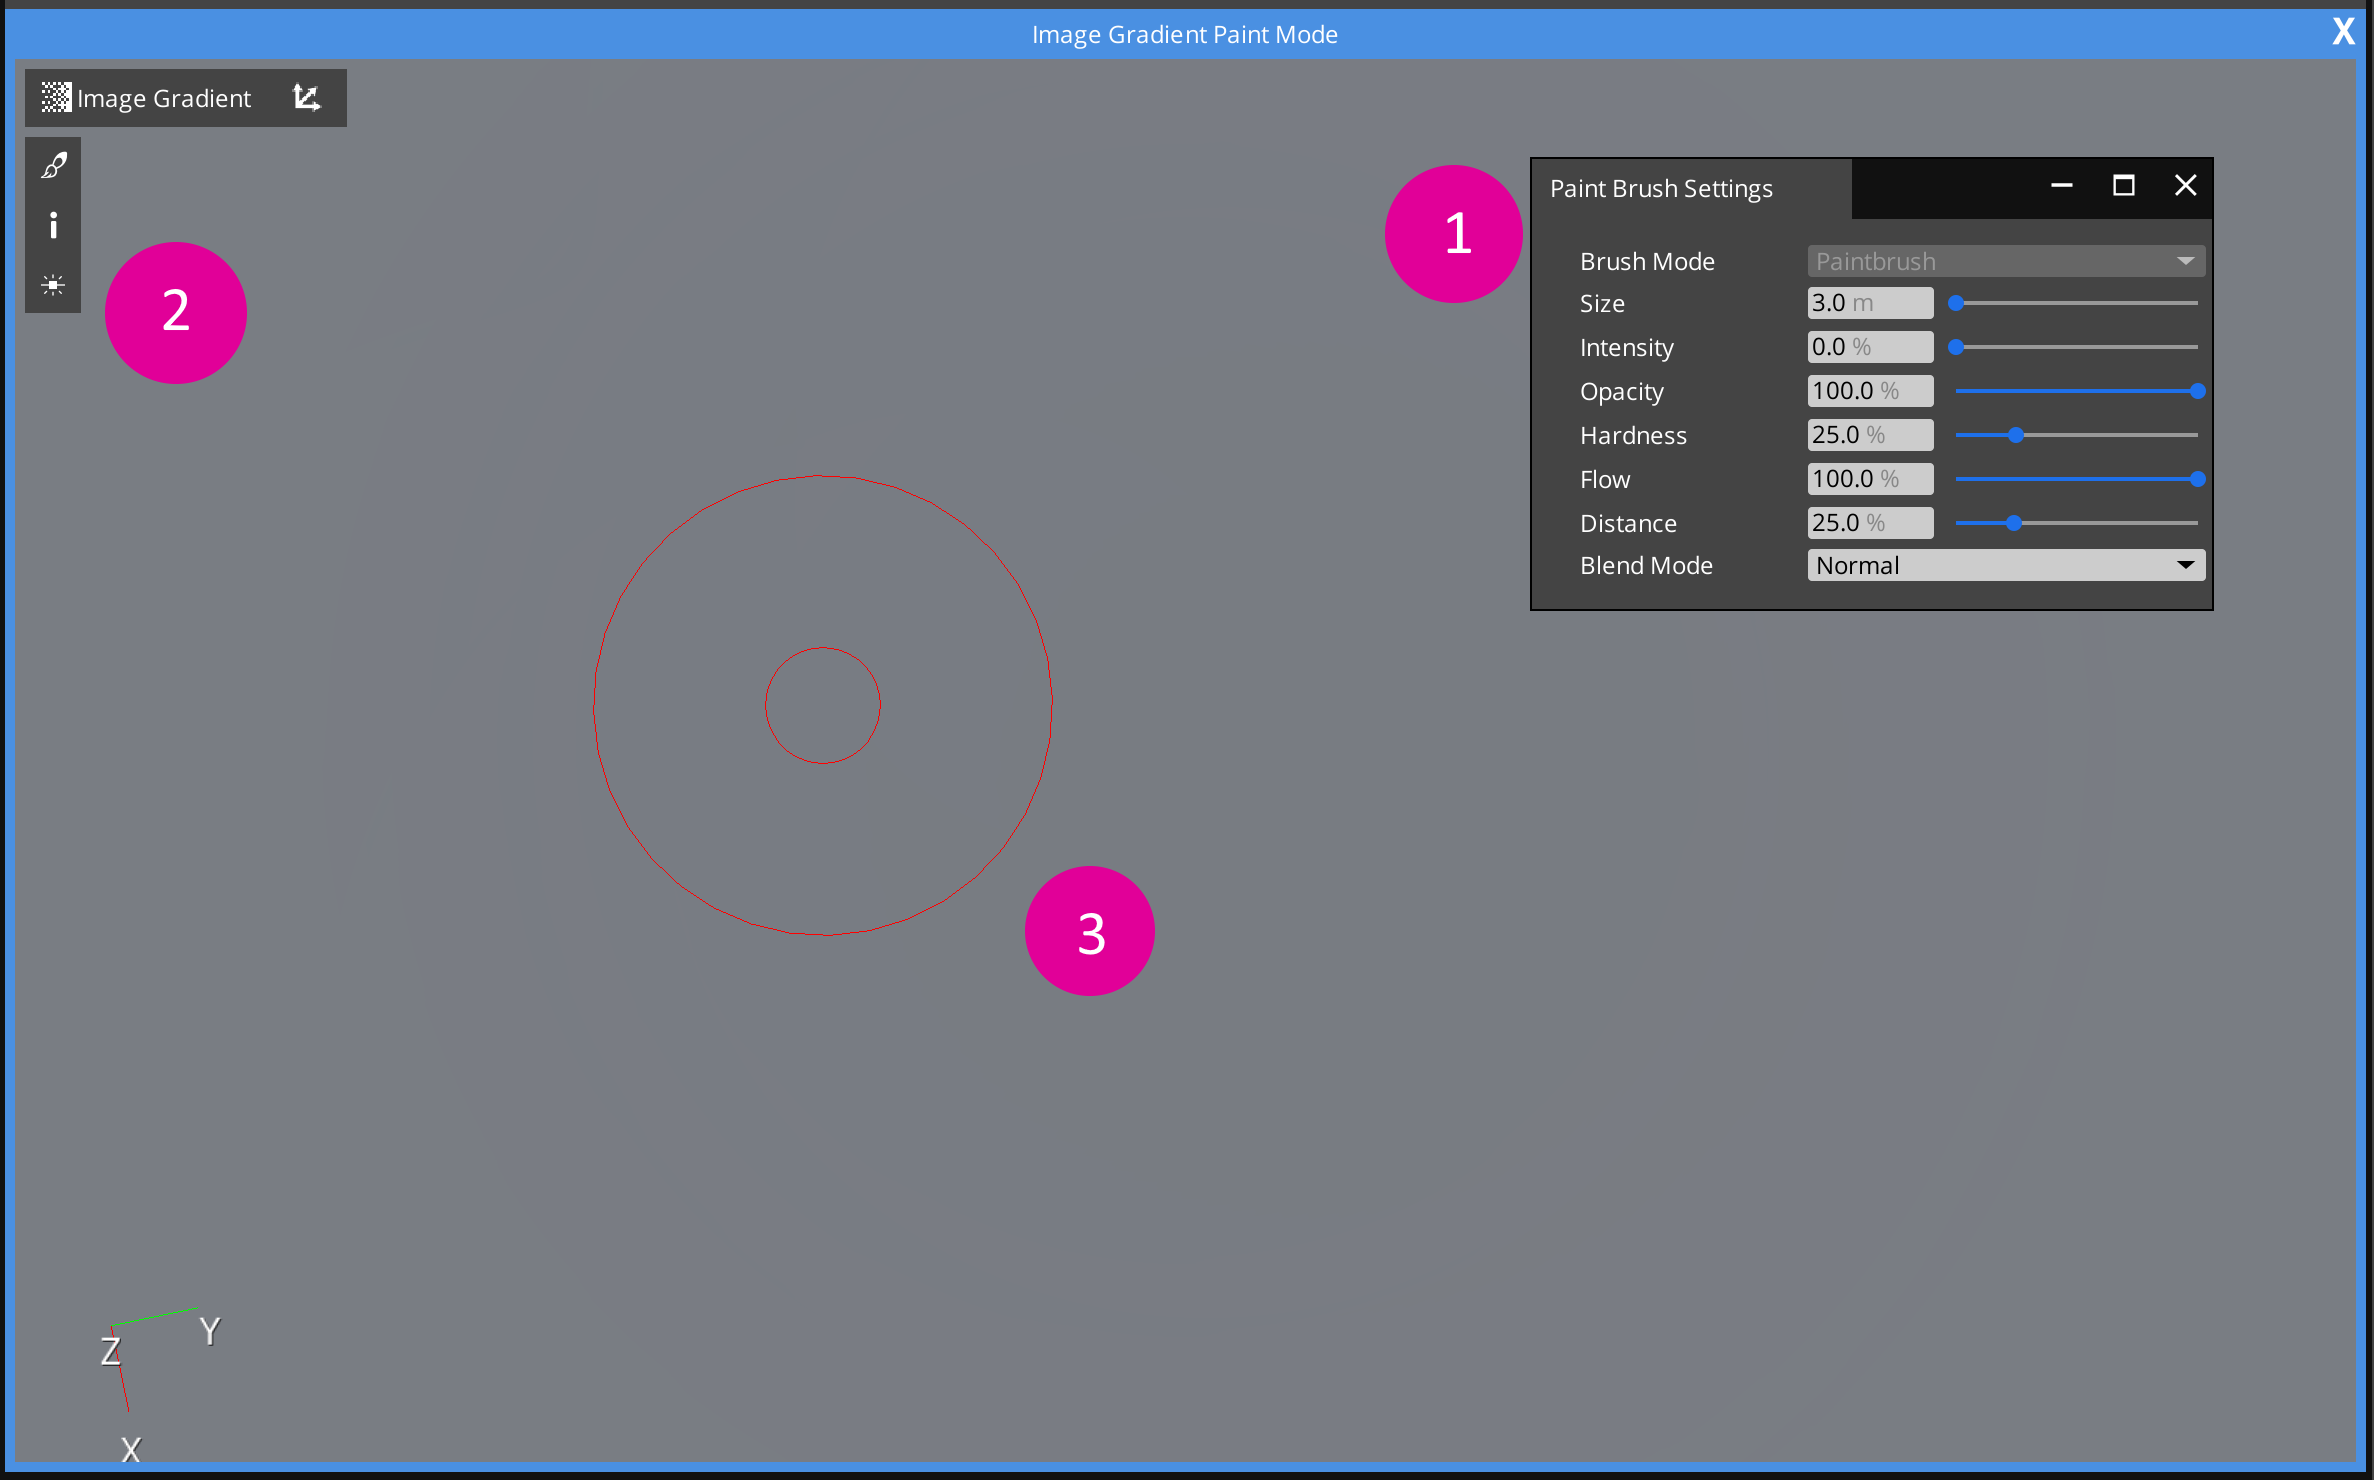 Image Gradient Paint Mode
X
Image Gradient
i
2
1
Paint Brush Settings
Brush Mode Paintbrush
Size 3.0 m
Intensity 0.0 %
Opacity 100.0 %
Hardness 25.0 %
Flow 100.0 %
Distance 25.0 %
Blend Mode Normal
3
Y
Z
X